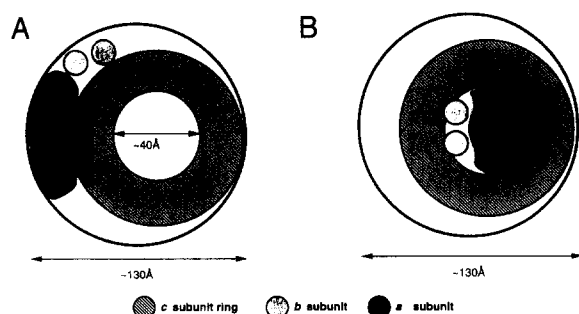 A
B
~40Å
~130Å
~130Å
c subunit ring
b subunit
a subunit